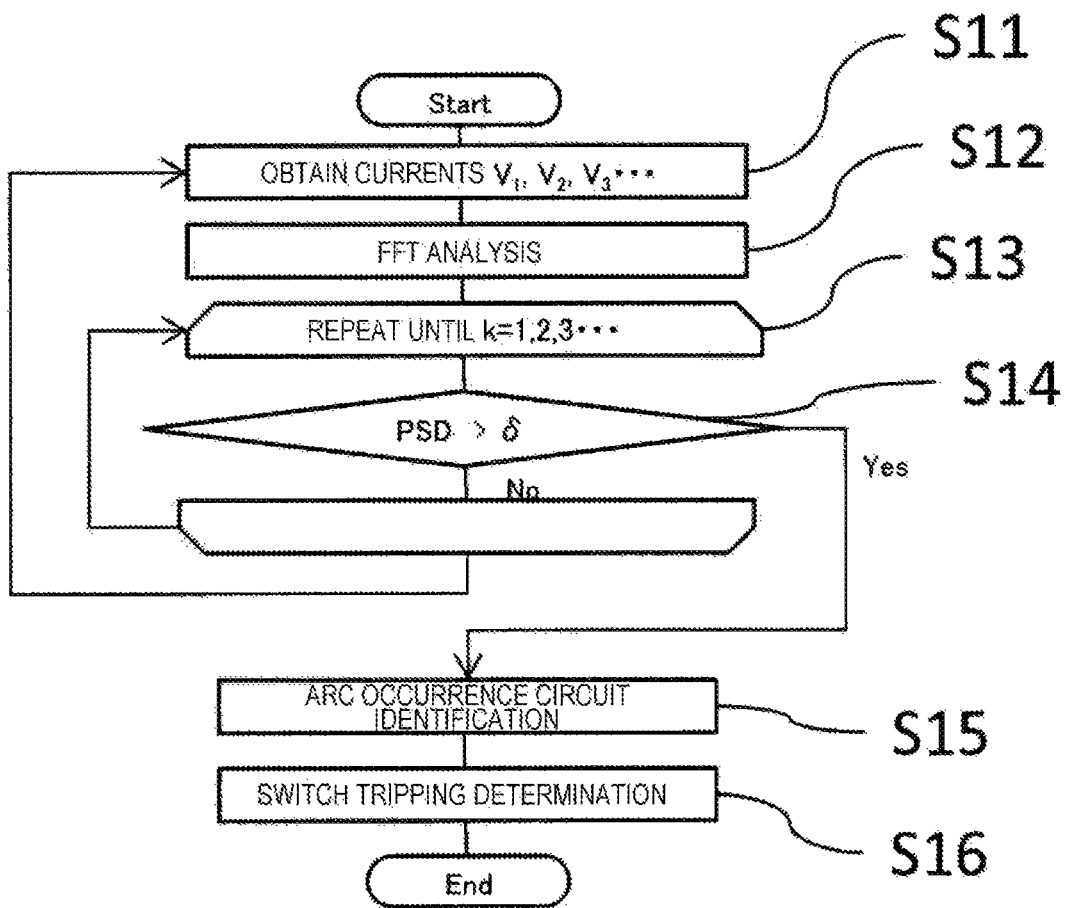 S11
Start
OBTAIN CURRENTS V₁, V₂, V₃･･･
S12
FFT ANALYSIS
S13
REPEAT UNTIL k=1,2,3･･･
S14
PSD > δ
Yes
No
ARC OCCURRENCE CIRCUIT
IDENTIFICATION
S15
SWITCH TRIPPING DETERMINATION
S16
End